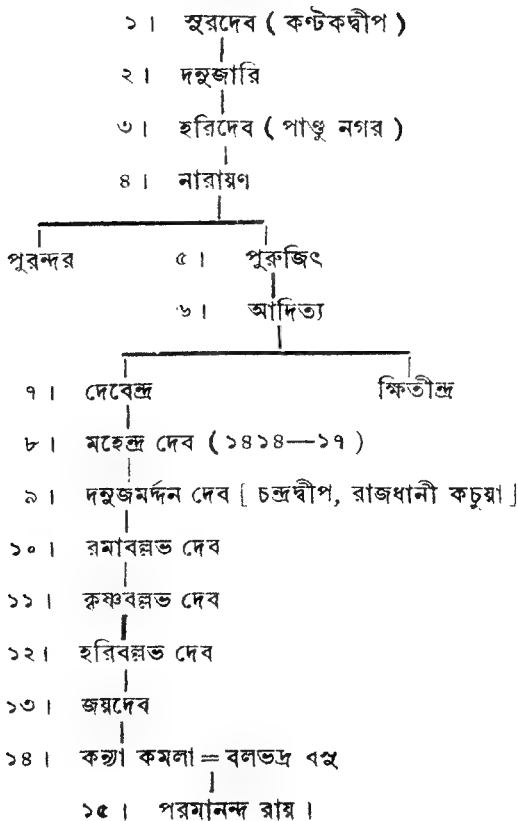 ১। সুরদেব ( কণ্টকদ্বীপ )
২। দনুজারি
৩। হরিদেব ( পাণ্ডু নগর )
৪। নারায়ণ
পুরন্দর ৫। পুরুজিৎ
৬। আদিত্য
৭। দেবেন্দ্র ক্ষিতীন্দ্র
৮। মহেন্দ্র দেব ( ১৪১৪—১৭ )
৯। দনুজমর্দ্দন দেব [ চন্দ্রদ্বীপ, রাজধানী কচুয়া ]
১০। রমাবল্লভ দেব
১১। কৃষ্ণবল্লভ দেব
১২। হরিবল্লভ দেব
১৩। জয়দেব
১৪। কন্যা কমলা = বলভদ্র বসু
১৫। পরমানন্দ রায়।